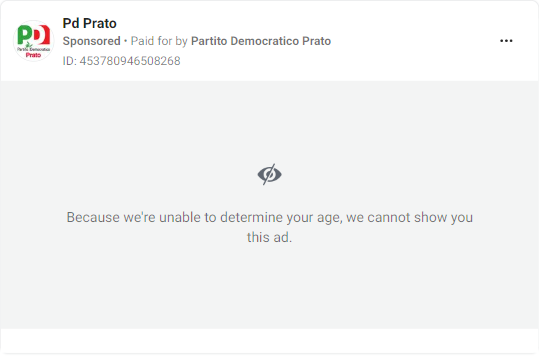 PD
Partito Democratico
Prato
Pd Prato
Sponsored • Paid for by Partito Democratico Prato
ID: 453780946508268
Because we're unable to determine your age, we cannot show you
this ad.